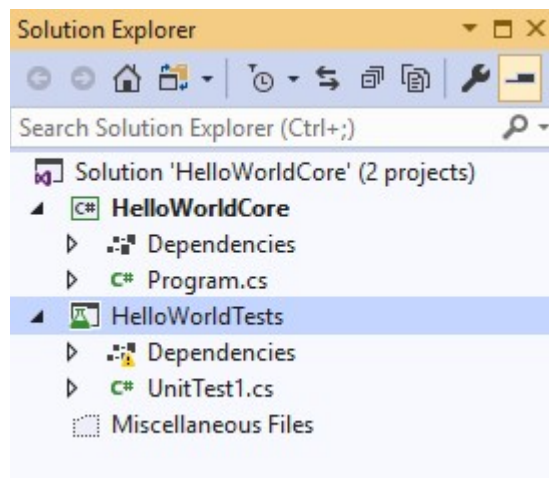 Solution Explorer
Search Solution Explorer (Ctrl+;)
Solution 'HelloWorldCore' (2 projects)
C# HelloWorldCore
Dependencies
C# Program.cs
HelloWorldTests
Dependencies
C# UnitTest1.cs
Miscellaneous Files